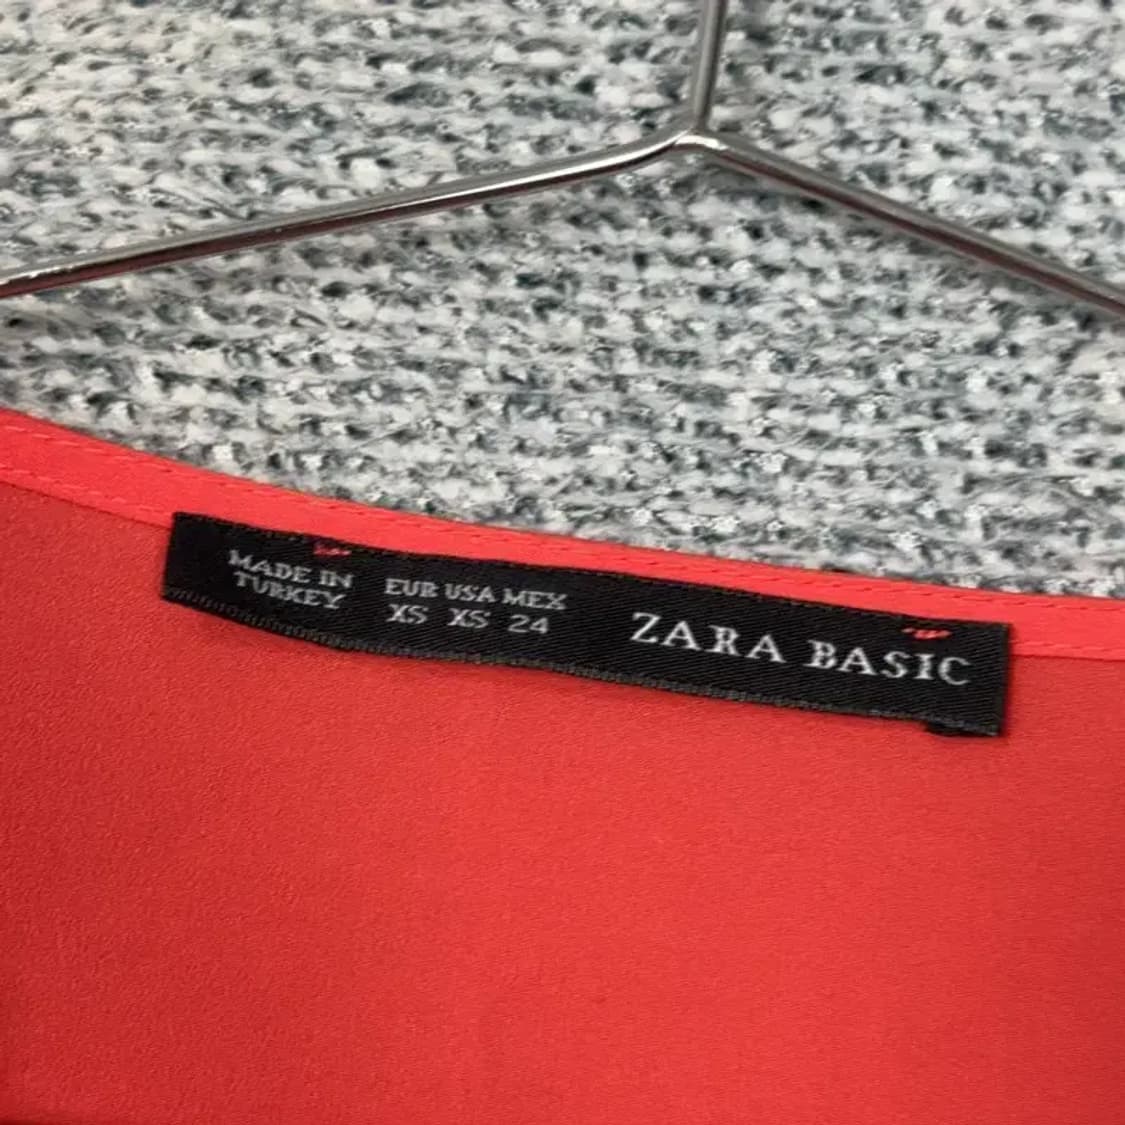 MADE IN
TURKEY
EUR USA MEX
XS XS 24
ZARA BASIC